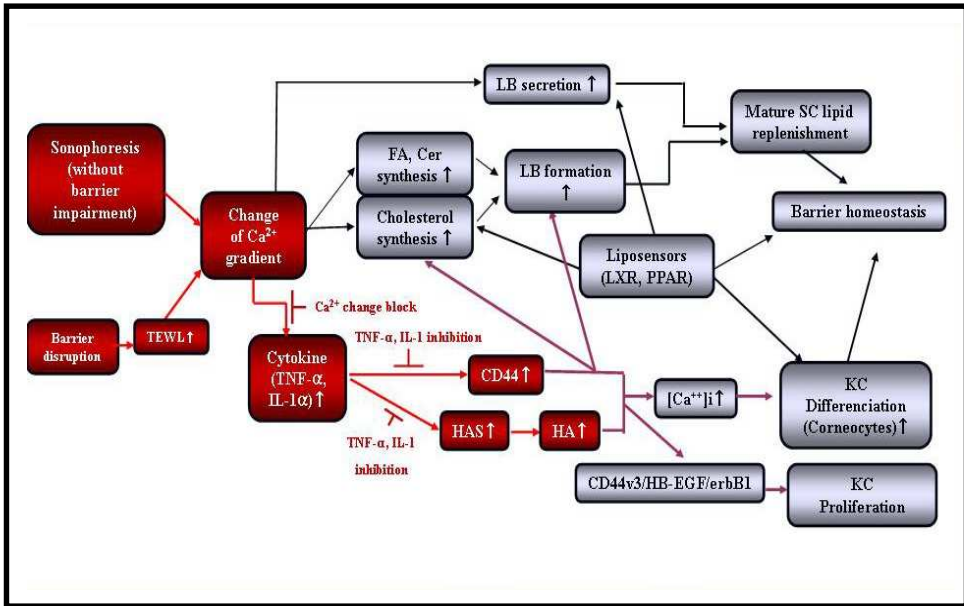 LB secretion ↑
Mature SC lipid
replenishment
Sonophoresis
(without
barrier
impairment)
FA, Cer
synthesis ↑
LB formation
↑
Change
of Ca²⁺
gradient
Cholesterol
synthesis ↑
Barrier homeostasis
Liposensors
(LXR, PPAR)
Ca²⁺ change block
Barrier
disruption
TEWL↑
TNF-α, IL-1 inhibition
Cytokine
(TNF-α,
IL-1α)↑
CD44↑
[Ca⁺⁺]i↑
KC
Differenciation
(Corneocytes)↑
HAS↑
HA↑
TNF-α, IL-1
inhibition
CD44v3/HB-EGF/erbB1
KC
Proliferation